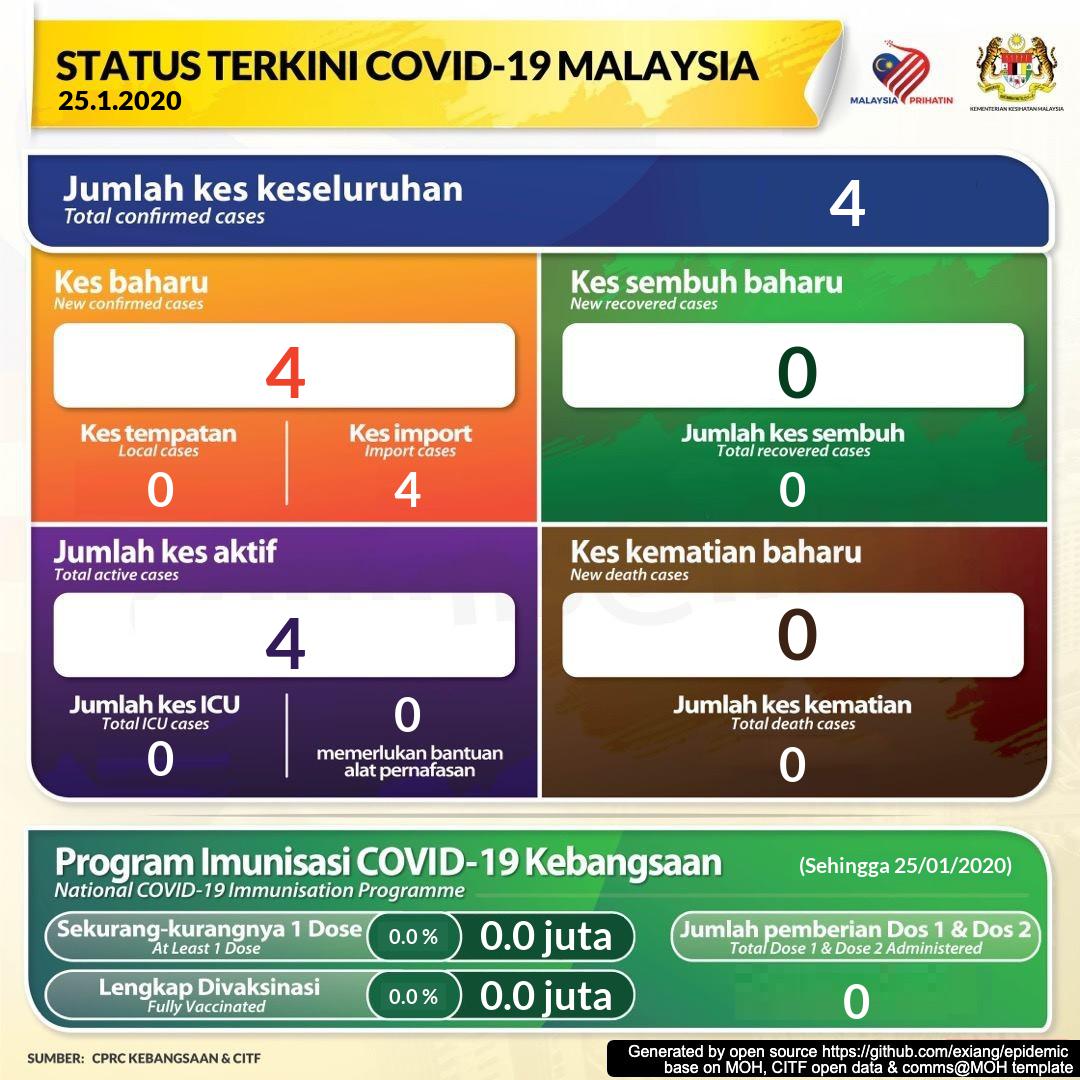 STATUS TERKINI COVID-19 MALAYSIA
25.1.2020
MALAYSIA PRIHATIN
KEMENTERIAN KESIHATAN MALAYSIA
Jumlah kes keseluruhan
Total confirmed cases
4
Kes baharu
New confirmed cases
4
Kes tempatan
Local cases
0
Kes import
Import cases
4
Kes sembuh baharu
New recovered cases
0
Jumlah kes sembuh
Total recovered cases
0
Jumlah kes aktif
Total active cases
4
Jumlah kes ICU
Total ICU cases
0
0
memerlukan bantuan
alat pernafasan
Kes kematian baharu
New death cases
0
Jumlah kes kematian
Total death cases
0
Program Imunisasi COVID-19 Kebangsaan
(Sehingga 25/01/2020)
National COVID-19 Immunisation Programme
Sekurang-kurangnya 1 Dose
At Least 1 Dose
0.0 %
0.0 juta
Lengkap Divaksinasi
Fully Vaccinated
0.0 %
0.0 juta
Jumlah pemberian Dos 1 & Dos 2
Total Dose 1 & Dose 2 Administered
0
SUMBER: CPRC KEBANGSAAN & CITF
Generated by open source https://github.com/exiang/epidemic
base on MOH, CITF open data & comms@MOH template